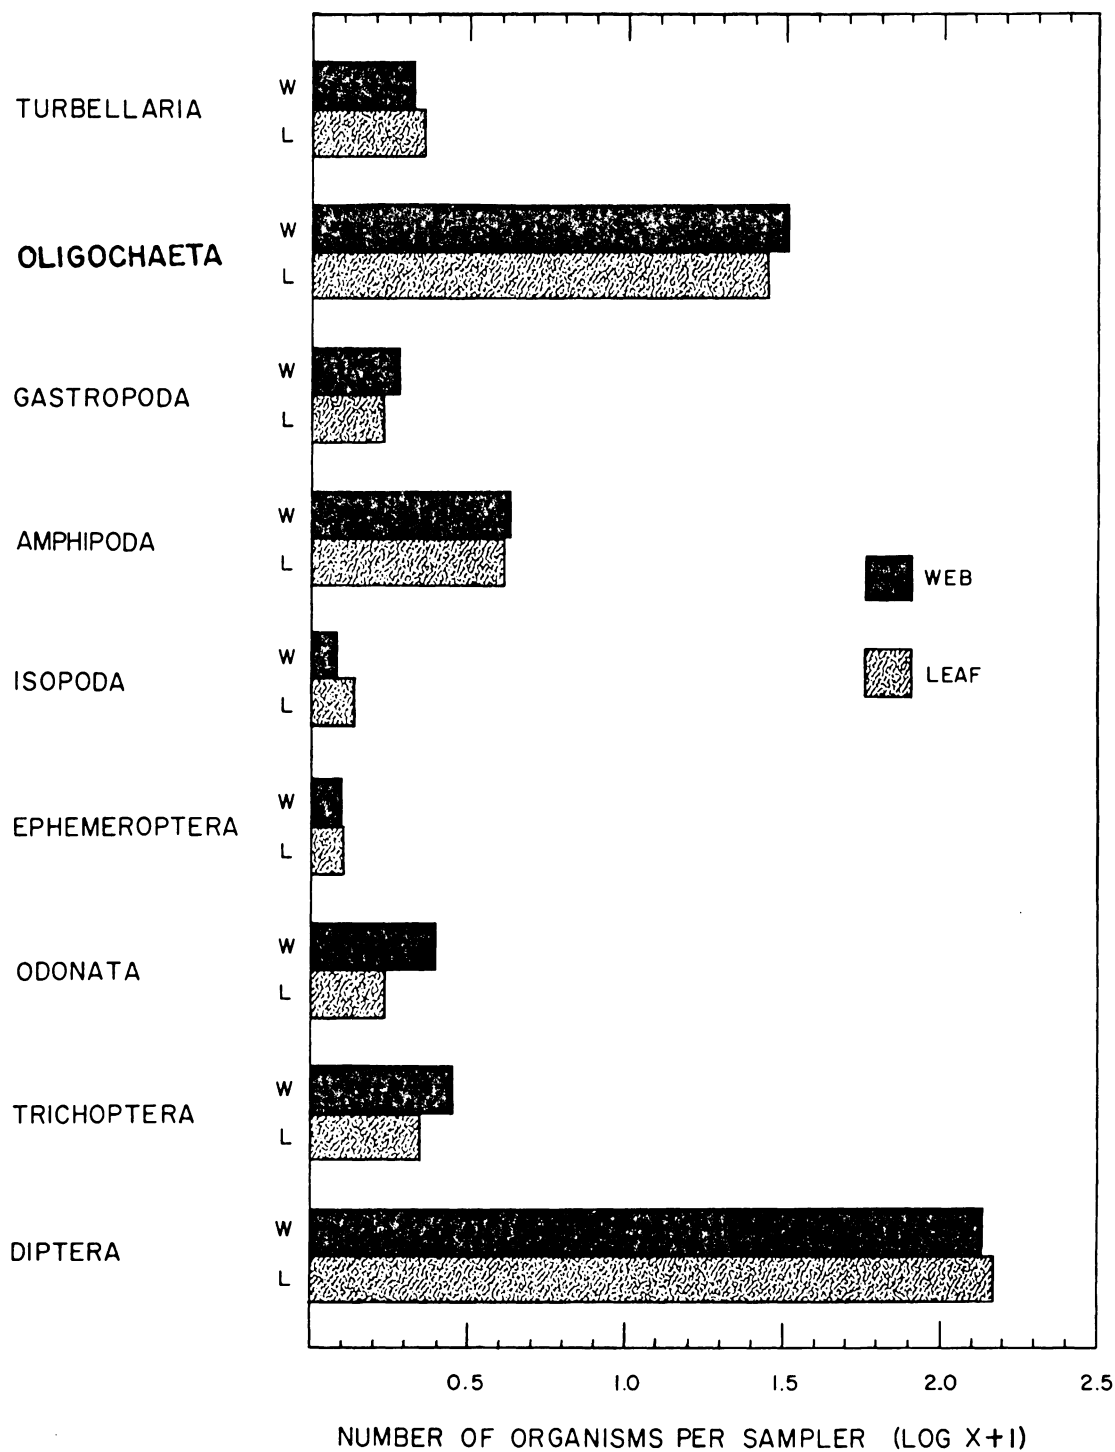 W
TURBELLARIA
L
W
OLIGOCHAETA
L
W
GASTROPODA
L
W
AMPHIPODA
L
WEB
W
ISOPODA
L
LEAF
W
EPHEMEROPTERA
L
W
ODONATA
L
W
TRICHOPTERA
L
W
DIPTERA
L
0.5 1.0 1.5 2.0 2.5
NUMBER OF ORGANISMS PER SAMPLER (LOG X+1)